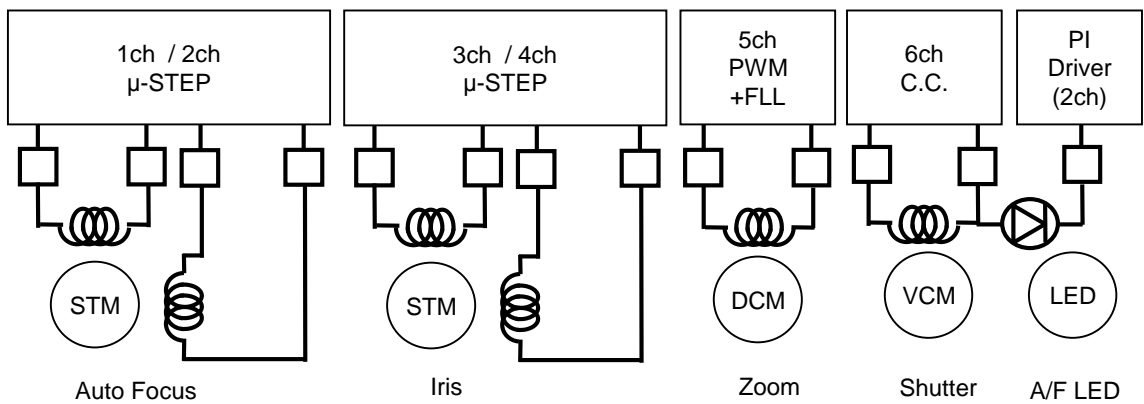 1ch / 2ch
μ-STEP
3ch / 4ch
μ-STEP
5ch
PWM
+FLL
6ch
C.C.
PI
Driver
(2ch)
STM
STM
DCM
VCM
LED
Auto Focus
Iris
Zoom
Shutter
A/F LED